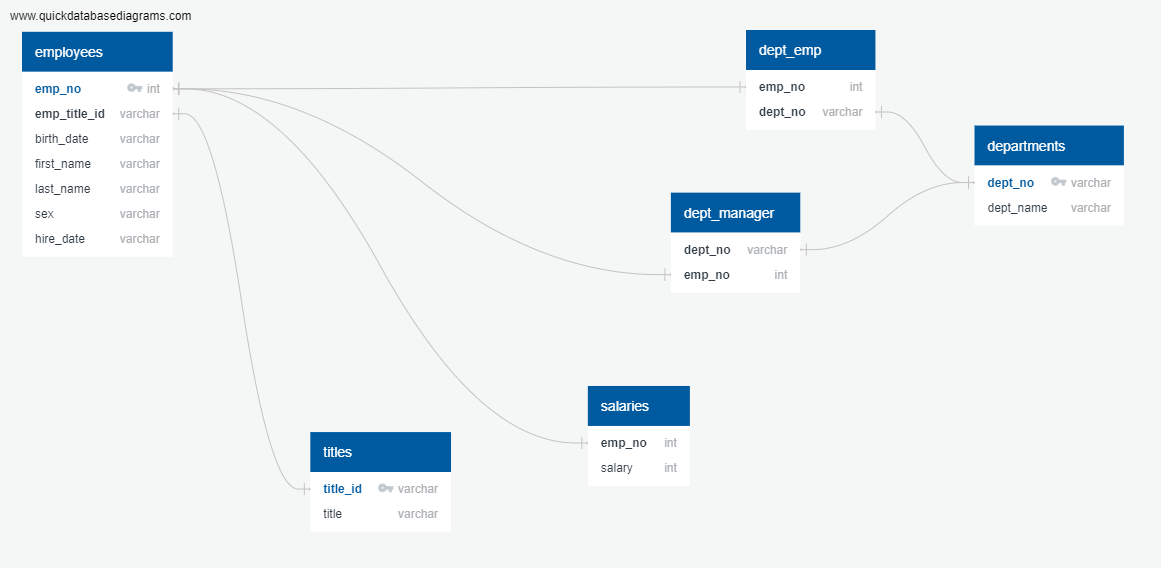 www.quickdatabasediagrams.com
employees
emp_no int
emp_title_id varchar
birth_date varchar
first_name varchar
last_name varchar
sex varchar
hire_date varchar
dept_emp
emp_no int
dept_no varchar
departments
dept_no varchar
dept_name varchar
dept_manager
dept_no varchar
emp_no int
salaries
emp_no int
salary int
titles
title_id varchar
title varchar